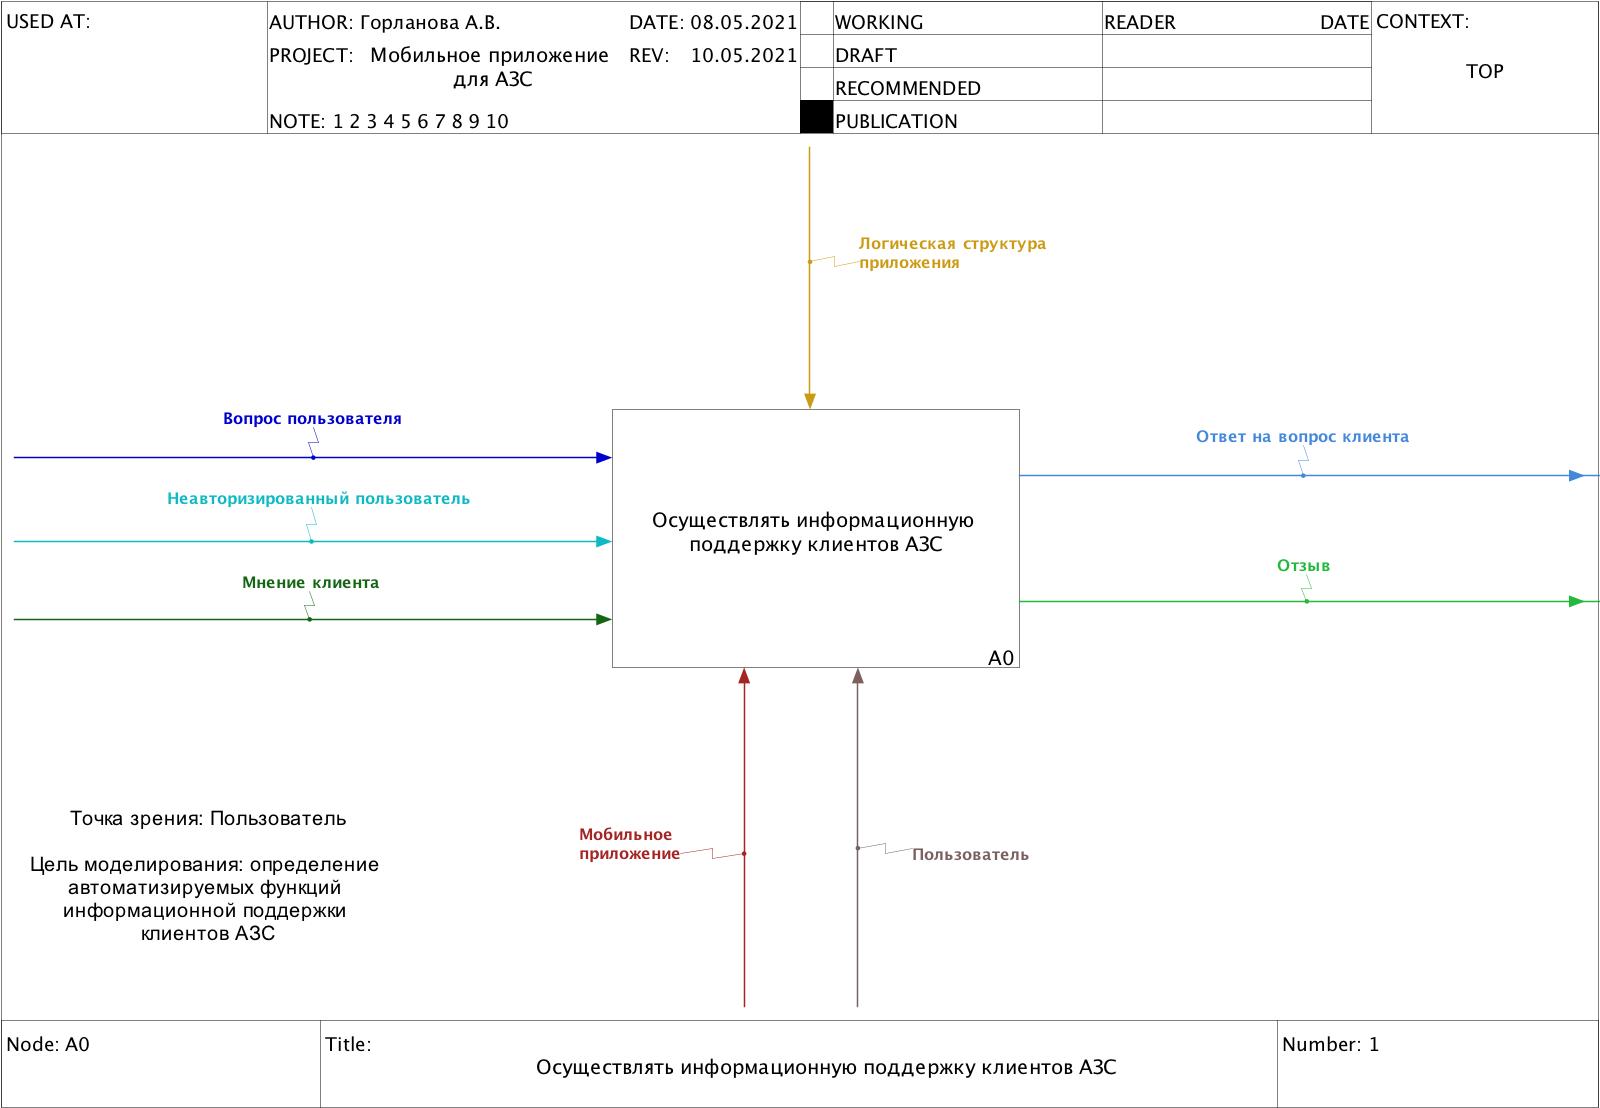 USED AT:
AUTHOR: Горланова А.В.
DATE: 08.05.2021
PROJECT: Мобильное приложение
для АЗС
REV: 10.05.2021
NOTE: 1 2 3 4 5 6 7 8 9 10
WORKING
DRAFT
RECOMMENDED
PUBLICATION
READER DATE
CONTEXT:
TOP
Логическая структура
приложения
Вопрос пользователя
Неавторизированный пользователь
Мнение клиента
Осуществлять информационную
поддержку клиентов АЗС
A0
Ответ на вопрос клиента
Отзыв
Мобильное
приложение
Пользователь
Точка зрения: Пользователь
Цель моделирования: определение
автоматизируемых функций
информационной поддержки
клиентов АЗС
Node: A0
Title:
Осуществлять информационную поддержку клиентов АЗС
Number: 1